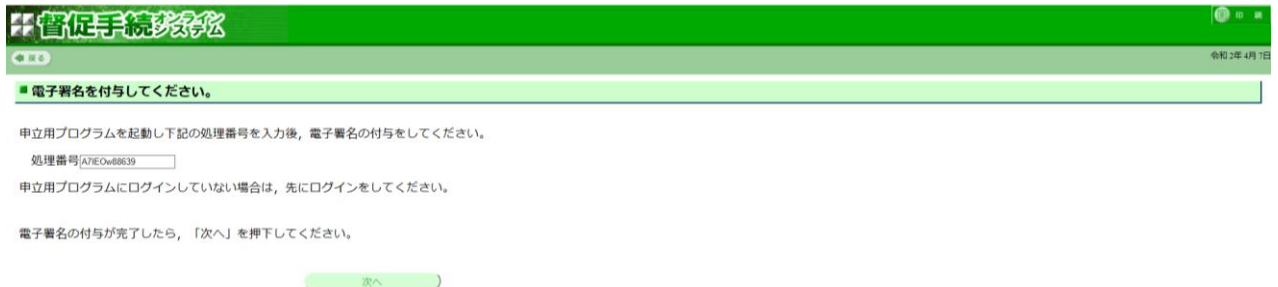 督促手続オンラインシステム
印 刷
戻る
令和 2年 4月 7日
電子署名を付与してください。
申立用プログラムを起動し下記の処理番号を入力後，電子署名の付与をしてください。
処理番号 A7IEOw88639
申立用プログラムにログインしていない場合は，先にログインをしてください。
電子署名の付与が完了したら，「次へ」を押下してください。
次へ